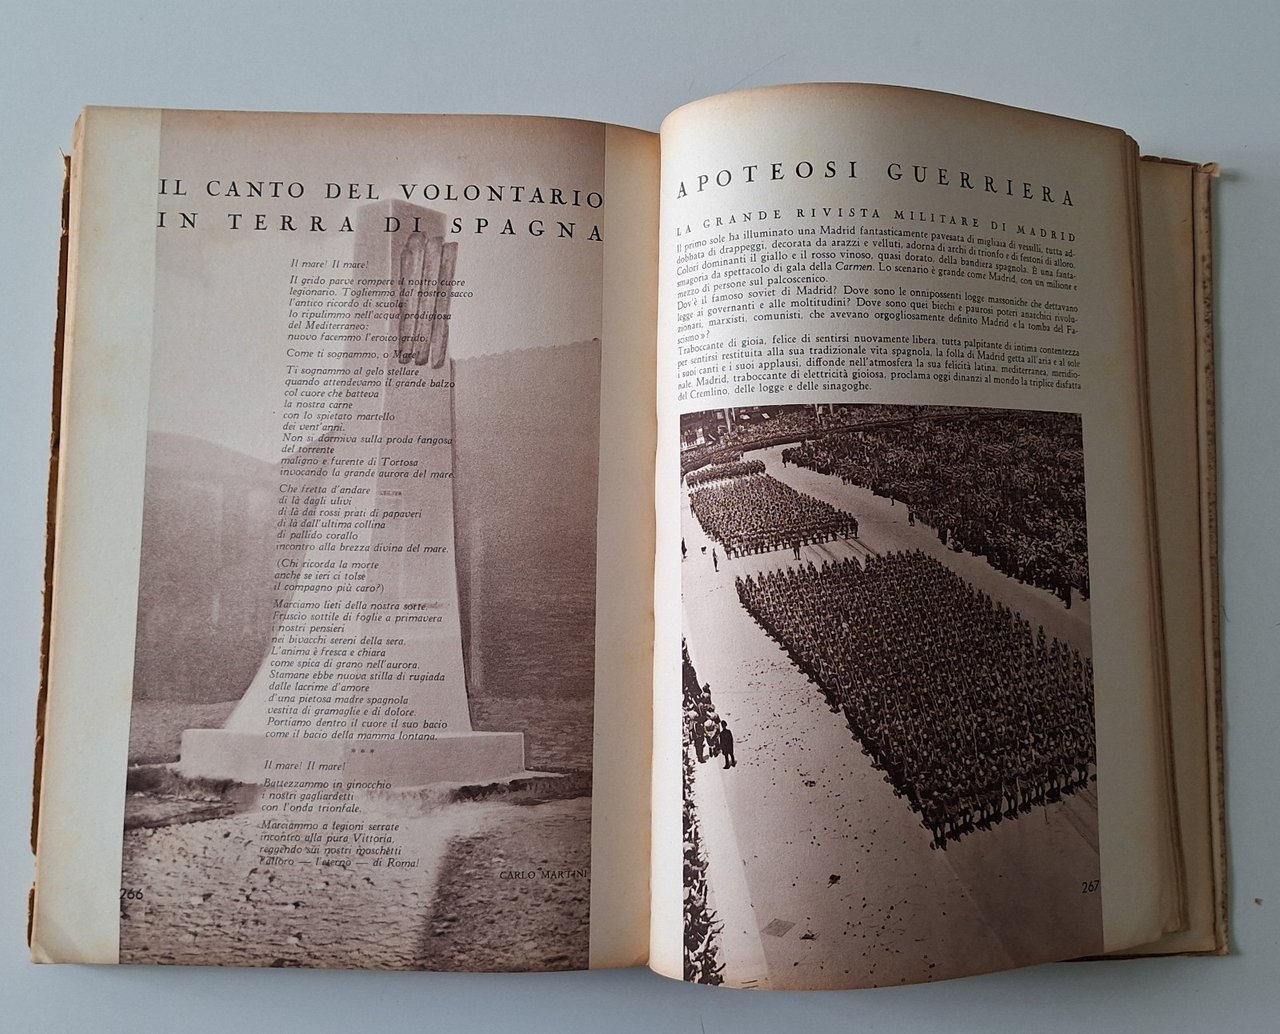 IL CANTO DEL VOLONTARIO
IN TERRA DI SPAGNA
Il mare! Il mare!
Il grido parve rompere il nostro cuore
legionario. Togliemmo dal nostro sacco
l'antico ricordo di scuola:
lo ripulimmo nell'acqua prodigiosa
del Mediterraneo:
nuovo facemmo l'eroico grido.
Come ti sognammo, o Mare!
Ti sognammo al gelo stellare
quando attendevamo il grande balzo
col cuore che batteva
la nostra carne
con lo spietato martello
dei vent'anni.
Non si dormiva sulla proda fangosa
del torrente
maligno e furente di Tortosa
invocando la grande aurora del mare.
Che fretta d'andare
di là dagli ulivi
di là dai rossi prati di papaveri
di là dall'ultima collina
di pallido corallo
incontro alla brezza divina del mare.
(Chi ricorda la morte
anche se ieri ci tolse
il compagno più caro?)
Marciamo lieti della nostra sorte.
Fruscio sottile di foglie a primavera
i nostri pensieri
nei bivacchi sereni della sera.
L'anima è fresca e chiara
come spica di grano nell'aurora.
Stamane ebbe nuova stilla di rugiada
dalle lacrime d'amore
d'una pietosa madre spagnola
vestita di gramaglie e di dolore.
Portiamo dentro il cuore il suo bacio
come il bacio della mamma lontana.
***
Il mare! Il mare!
Battezzammo in ginocchio
i nostri gagliardetti
con l'onda trionfale.
Marciammo a legioni serrate
incontro alla pura Vittoria,
reggendo sui nostri moschetti
l'alloro — l'eterno — di Roma!
CARLO MARTINI
266
APOTEOSI GUERRIERA
LA GRANDE RIVISTA MILITARE DI MADRID
Il primo sole ha illuminato una Madrid fantasticamente pavesata di migliaia di vessilli, tutta ad-
dobbata di drappeggi, decorata da arazzi e velluti, adorna di archi di trionfo e di festoni di alloro.
Colori dominanti il giallo e il rosso vinoso, quasi dorato, della bandiera spagnola. È una fanta-
smagoria da spettacolo di gala della Carmen. Lo scenario è grande come Madrid, con un milione e
mezzo di persone sul palcoscenico.
Dov'è il famoso soviet di Madrid? Dove sono le onnipossenti logge massoniche che dettavano
legge ai governanti e alle moltitudini? Dove sono quei biechi e paurosi poteri anarchici rivolu-
zionari, marxisti, comunisti, che avevano orgogliosamente definito Madrid «la tomba del Fa-
scismo»?
Traboccante di gioia, felice di sentirsi nuovamente libera, tutta palpitante di intima contentezza
per sentirsi restituita alla sua tradizionale vita spagnola, la folla di Madrid getta all'aria e al sole
i suoi canti e i suoi applausi, diffonde nell'atmosfera la sua felicità latina, mediterranea, meridio-
nale. Madrid, traboccante di elettricità gioiosa, proclama oggi dinanzi al mondo la triplice disfatta
del Cremlino, delle logge e delle sinagoghe.
267